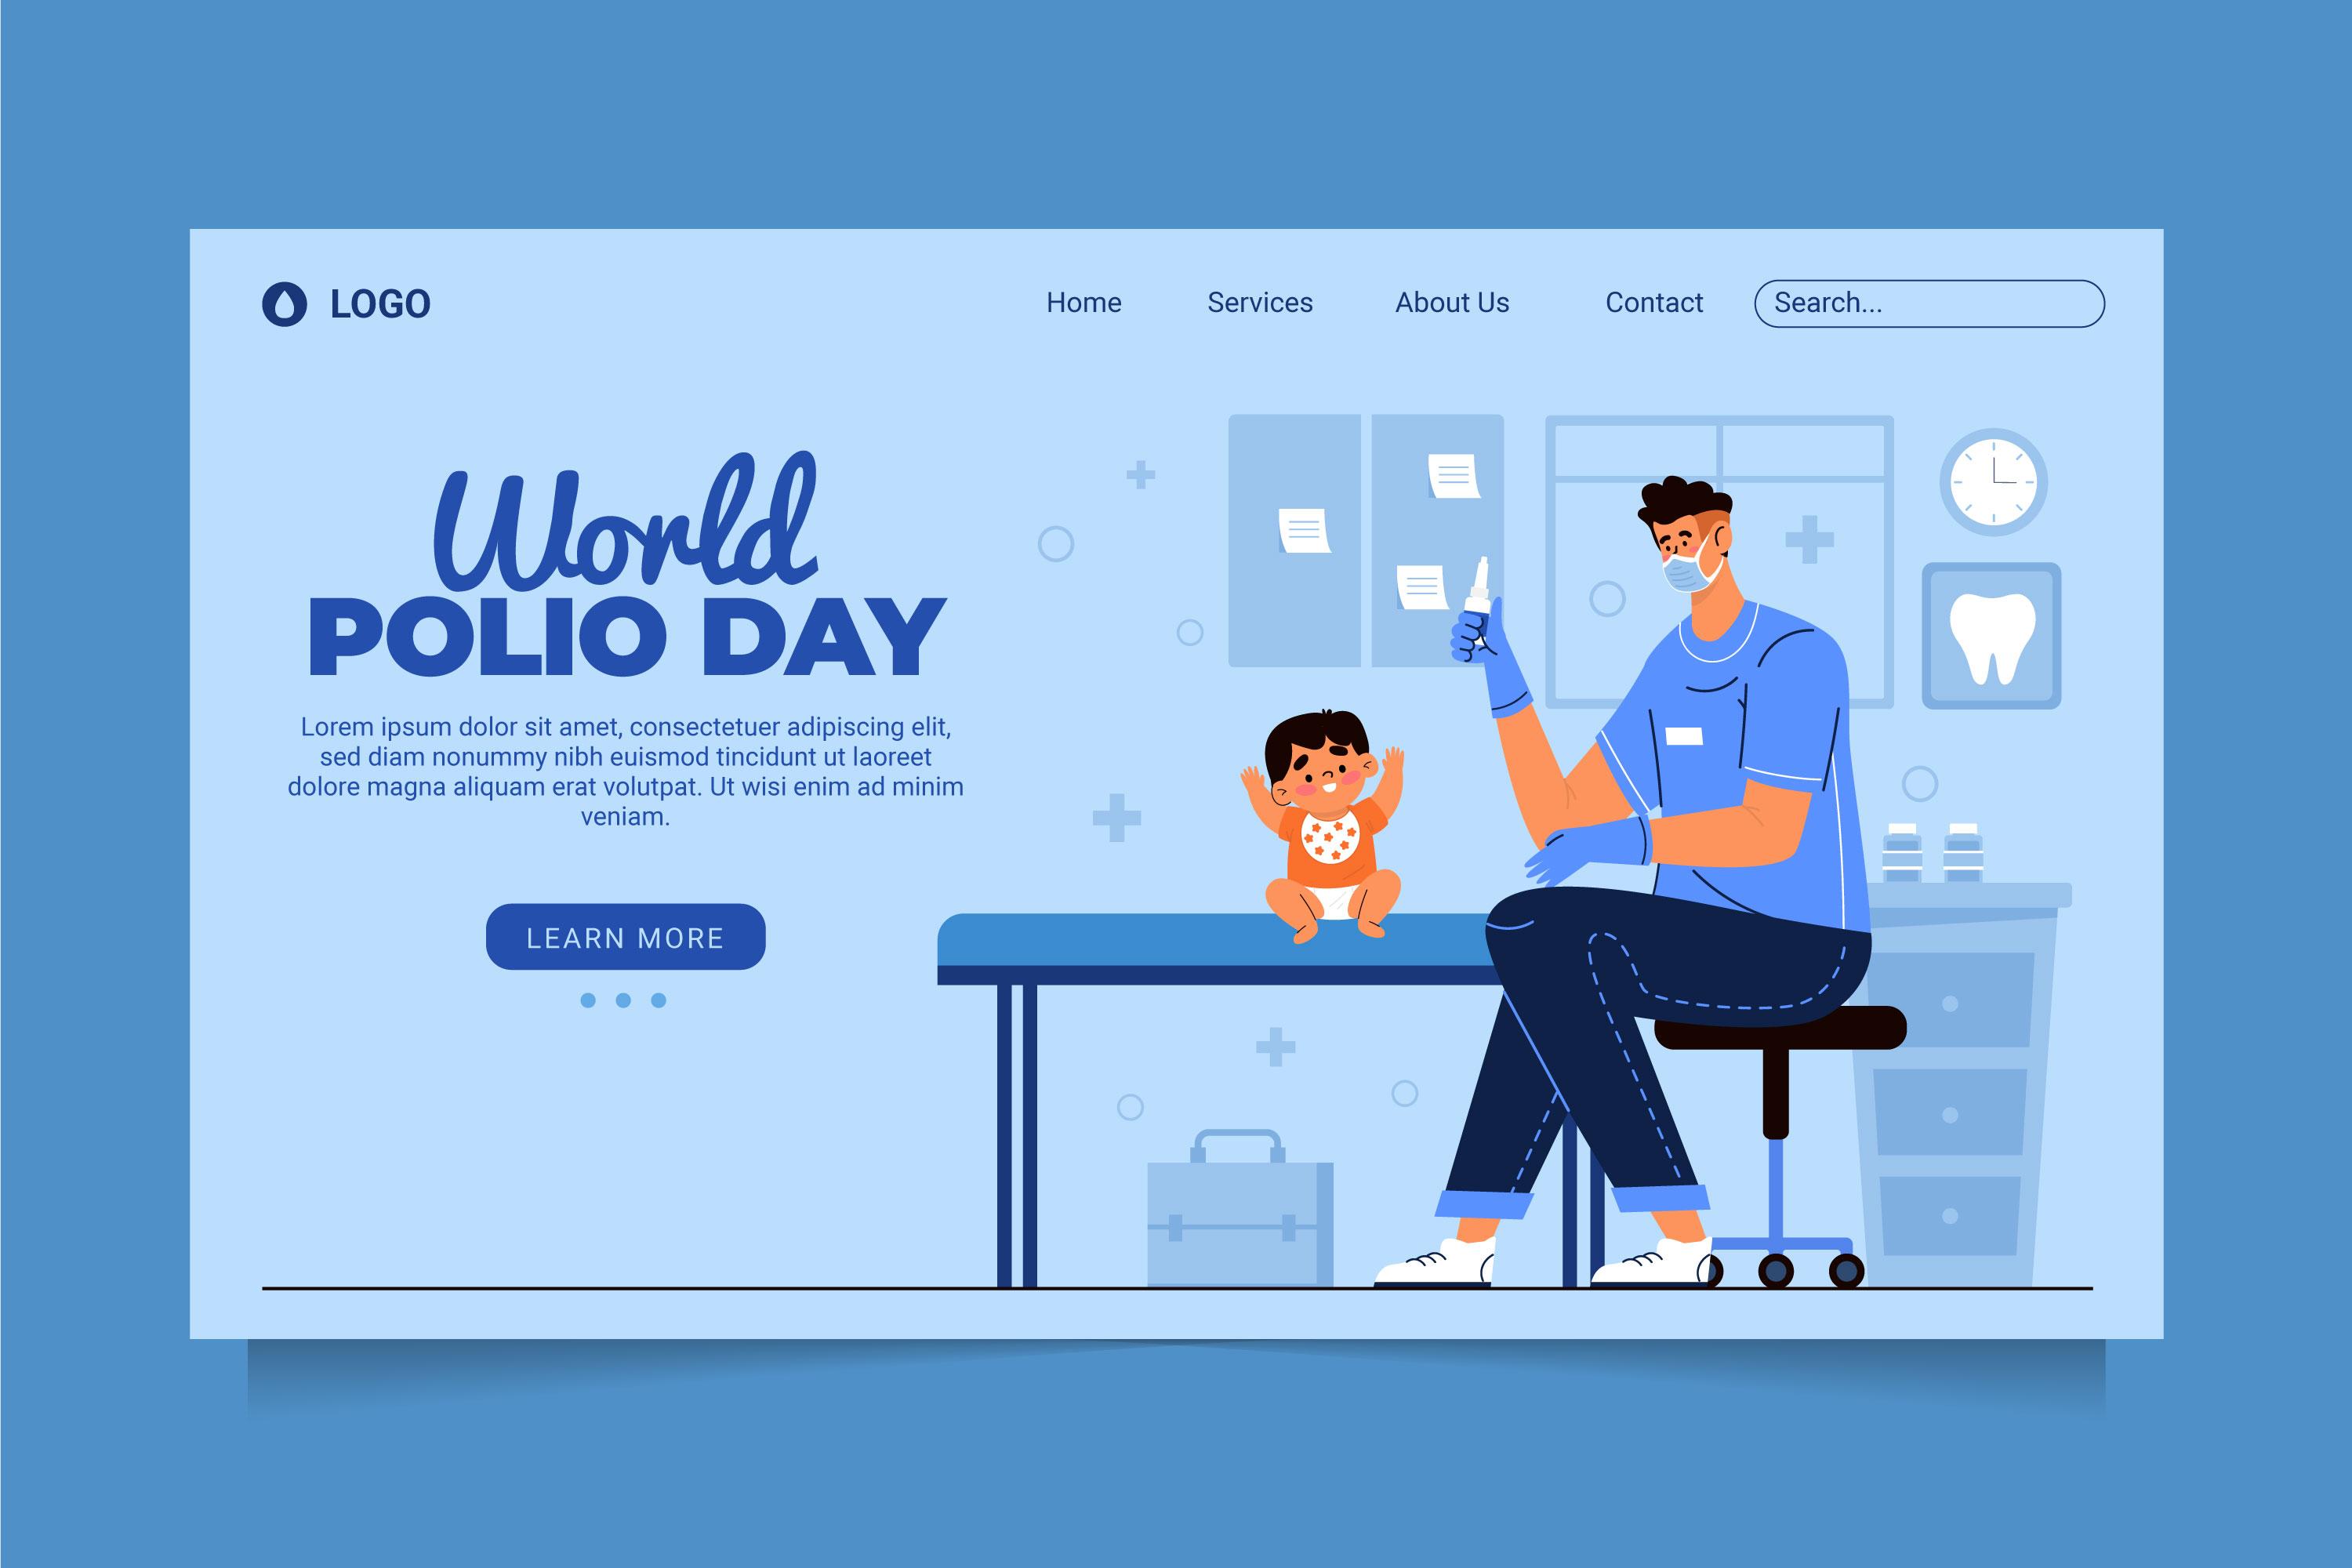 LOGO
Home Services About Us Contact Search...
World
POLIO DAY
Lorem ipsum dolor sit amet, consectetuer adipiscing elit,
sed diam nonummy nibh euismod tincidunt ut laoreet
dolore magna aliquam erat volutpat. Ut wisi enim ad minim
veniam.
LEARN MORE